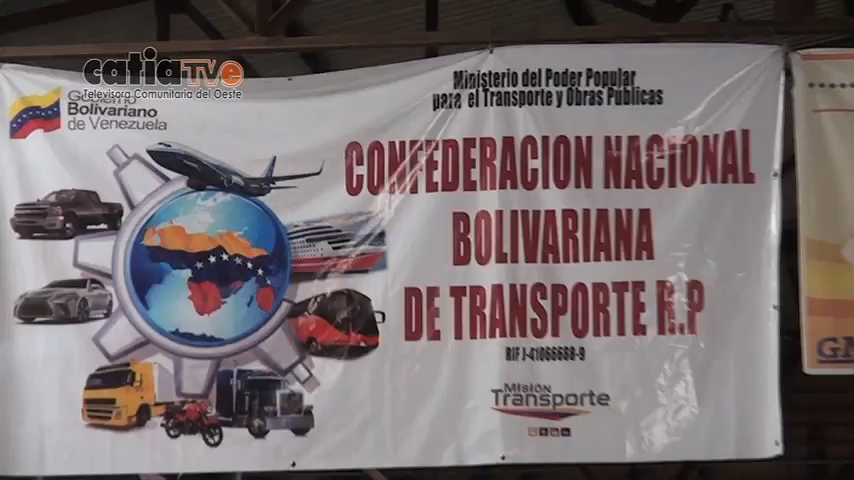 catiaTVe
Televisora Comunitaria del Oeste
Gobierno
Bolivariano
de Venezuela
Ministerio del Poder Popular
para el Transporte y Obras Públicas
CONFEDERACION NACIONAL
BOLIVARIANA
DE TRANSPORTE R.P
RIF J-41066688-9
Misión
Transporte